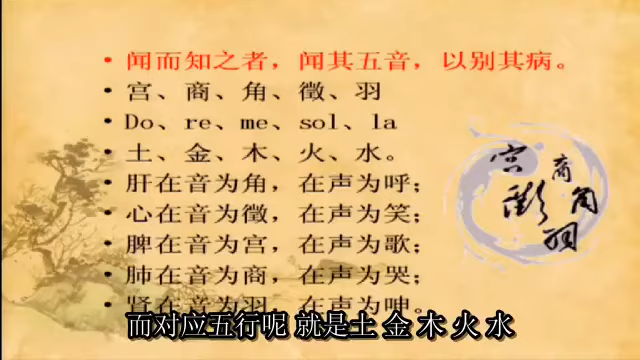 闻而知之者，闻其五音，以别其病。
宫、商、角、徵、羽
Do、re、me、sol、la
土、金、木、火、水。
肝在音为角，在声为呼；
心在音为徵，在声为笑；
脾在音为宫，在声为歌；
肺在音为商，在声为哭；
肾在音为羽，在声为呻。
宫商角徵羽
而对应五行呢 就是土 金 木 火 水